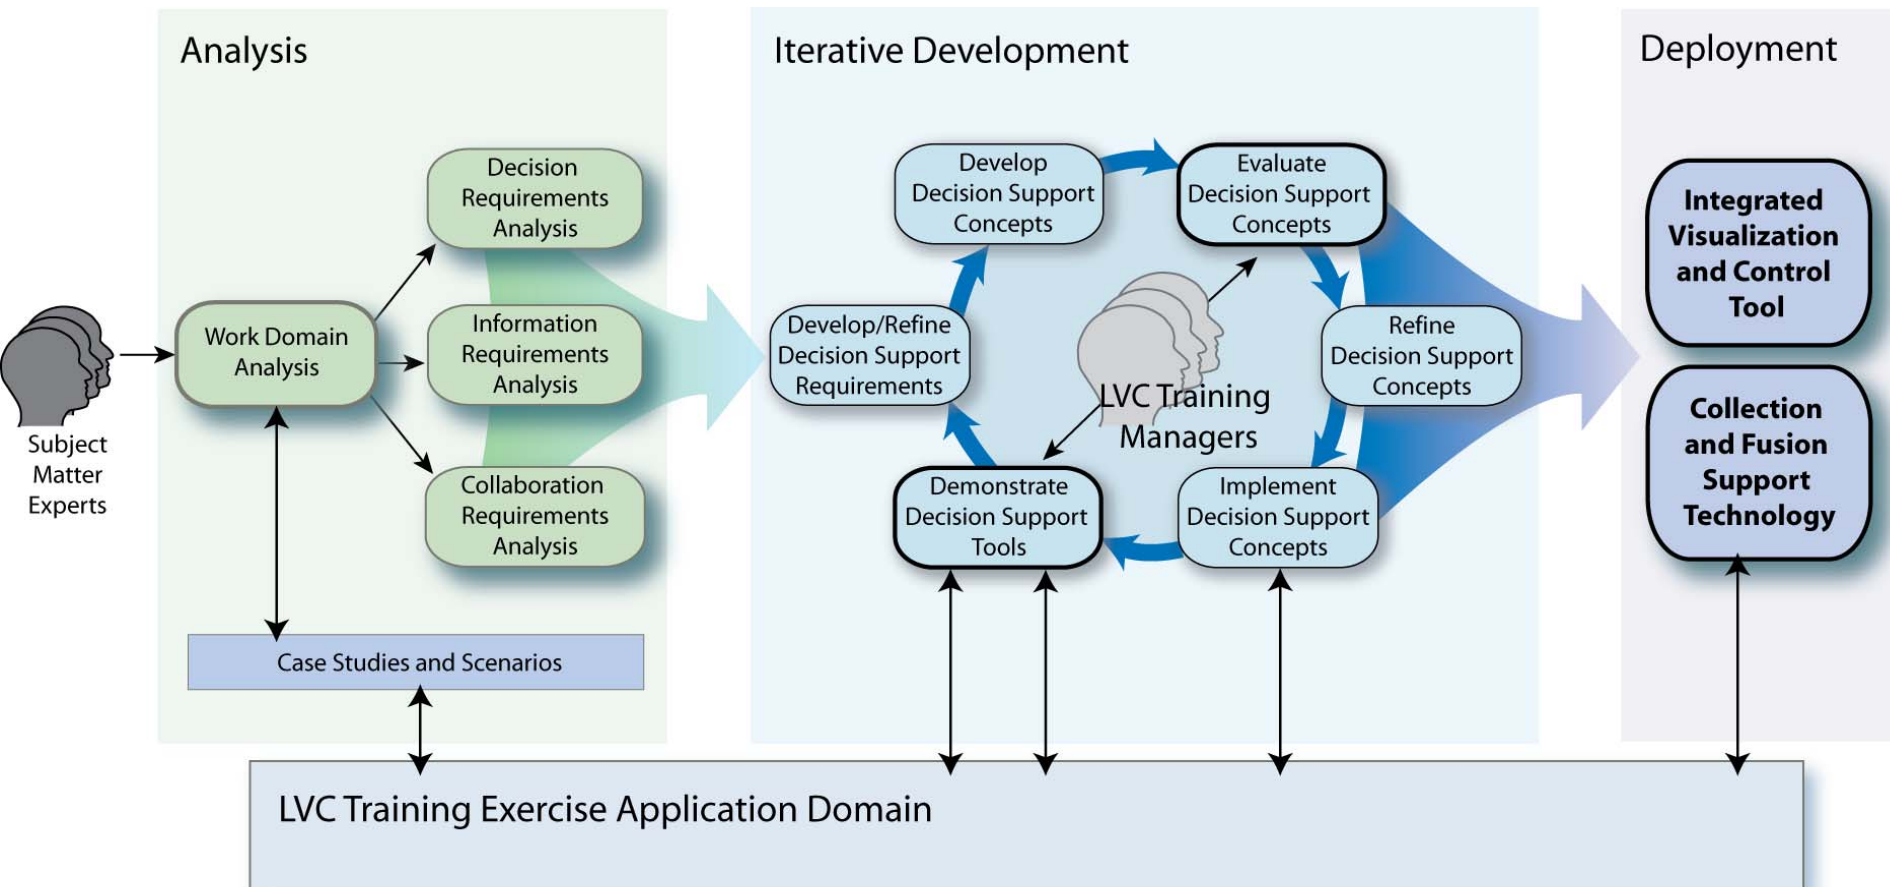 Analysis
Decision
Requirements
Analysis
Work Domain
Analysis
Information
Requirements
Analysis
Collaboration
Requirements
Analysis
Subject
Matter
Experts
Case Studies and Scenarios
Iterative Development
Develop
Decision Support
Concepts
Evaluate
Decision Support
Concepts
Develop/Refine
Decision Support
Requirements
LVC Training
Managers
Refine
Decision Support
Concepts
Demonstrate
Decision Support
Tools
Implement
Decision Support
Concepts
Deployment
Integrated
Visualization
and Control
Tool
Collection
and Fusion
Support
Technology
LVC Training Exercise Application Domain